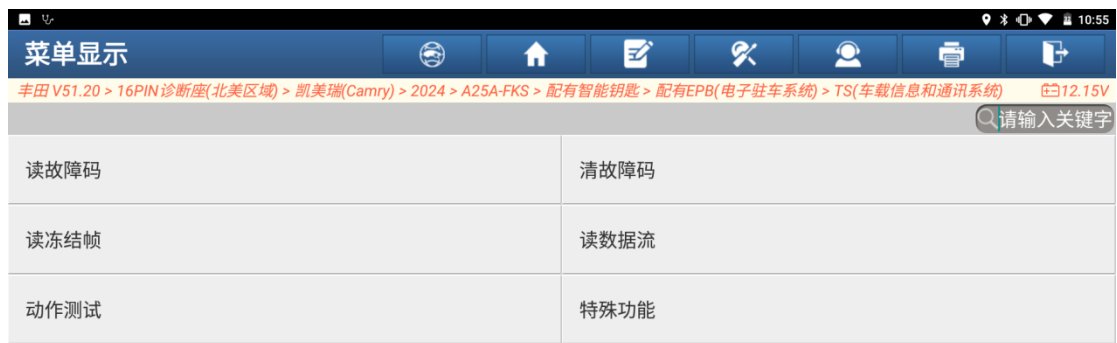 10:55
菜单显示
丰田 V51.20 > 16PIN诊断座(北美区域) > 凯美瑞(Camry) > 2024 > A25A-FKS > 配有智能钥匙 > 配有EPB(电子驻车系统) > TS(车载信息和通讯系统) 12.15V
请输入关键字
读故障码 清故障码
读冻结帧 读数据流
动作测试 特殊功能